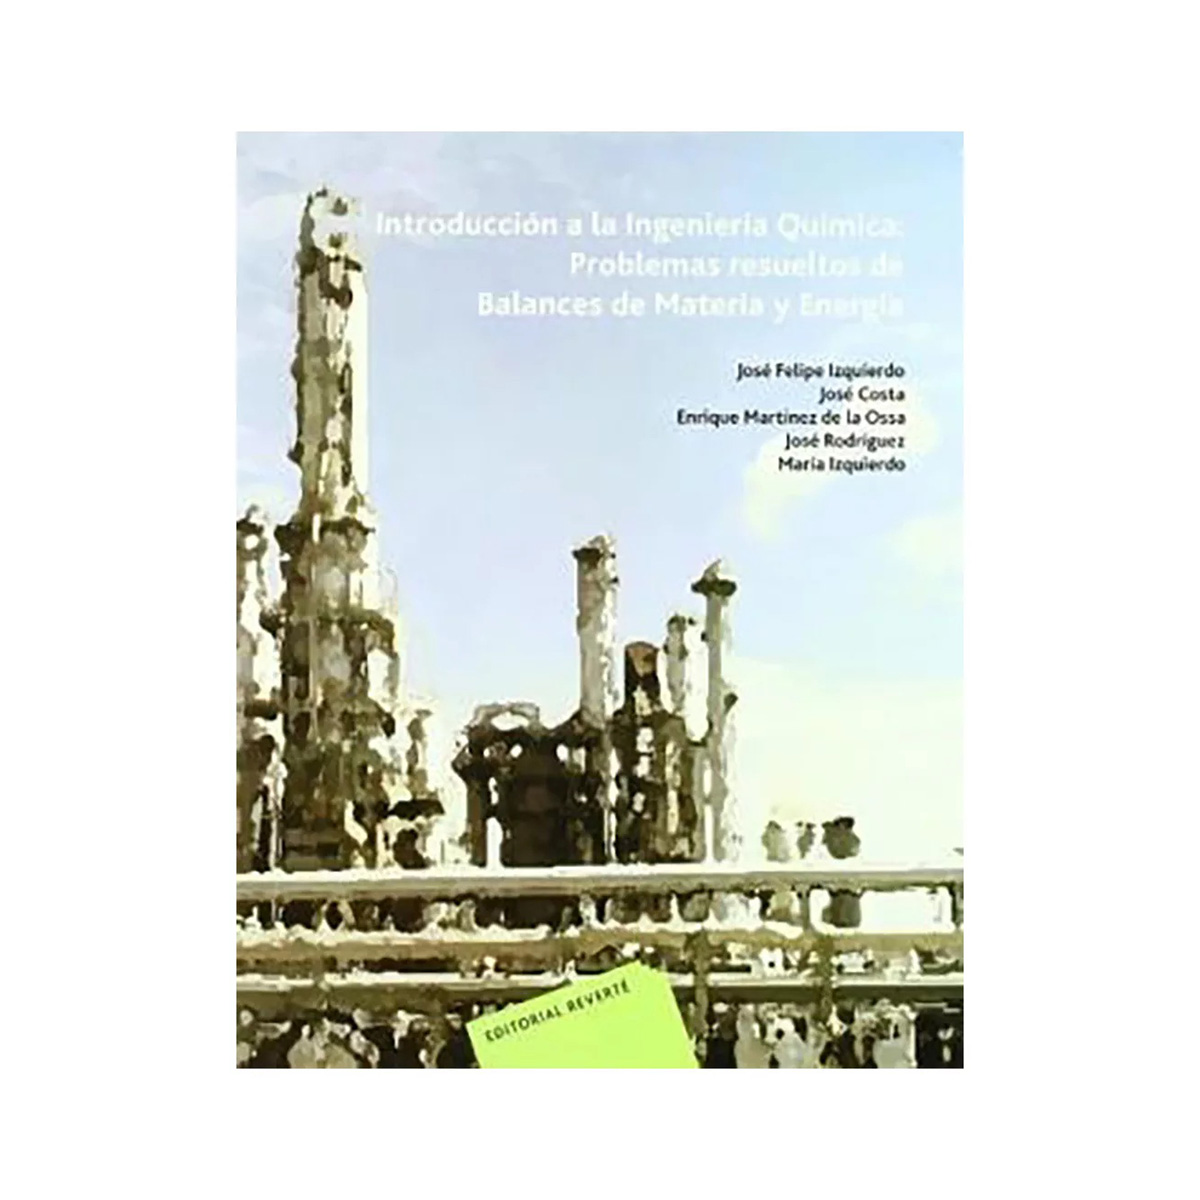 Introducción a la Ingeniería Química:
Problemas resueltos de
Balances de Materia y Energía
José Felipe Izquierdo
José Costa
Enrique Martínez de la Ossa
José Rodríguez
María Izquierdo
EDITORIAL REVERTÉ